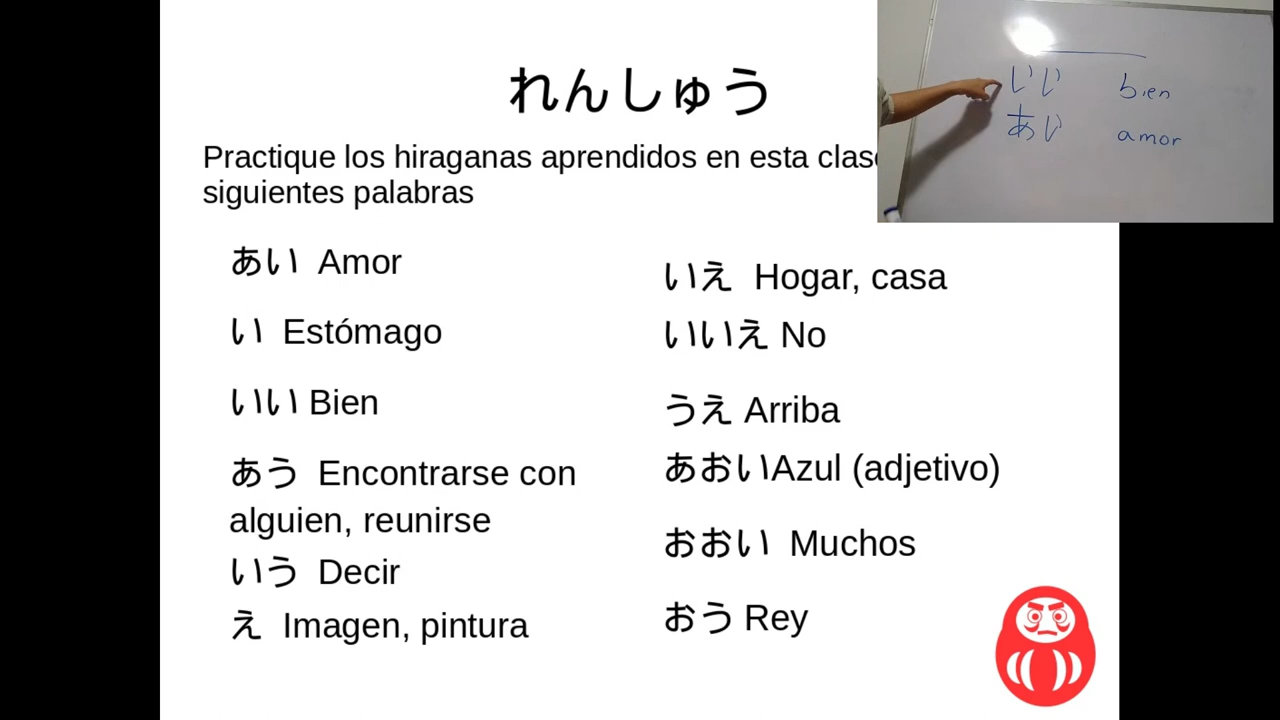 れんしゅう
Practique los hiraganas aprendidos en esta
siguientes palabras
あい Amor
い Estómago
いい Bien
あう Encontrarse con
alguien, reunirse
いう Decir
え Imagen, pintura
いえ Hogar, casa
いいえ No
うえ Arriba
あおいAzul (adjetivo)
おおい Muchos
おう Rey
いい bien
あい amor